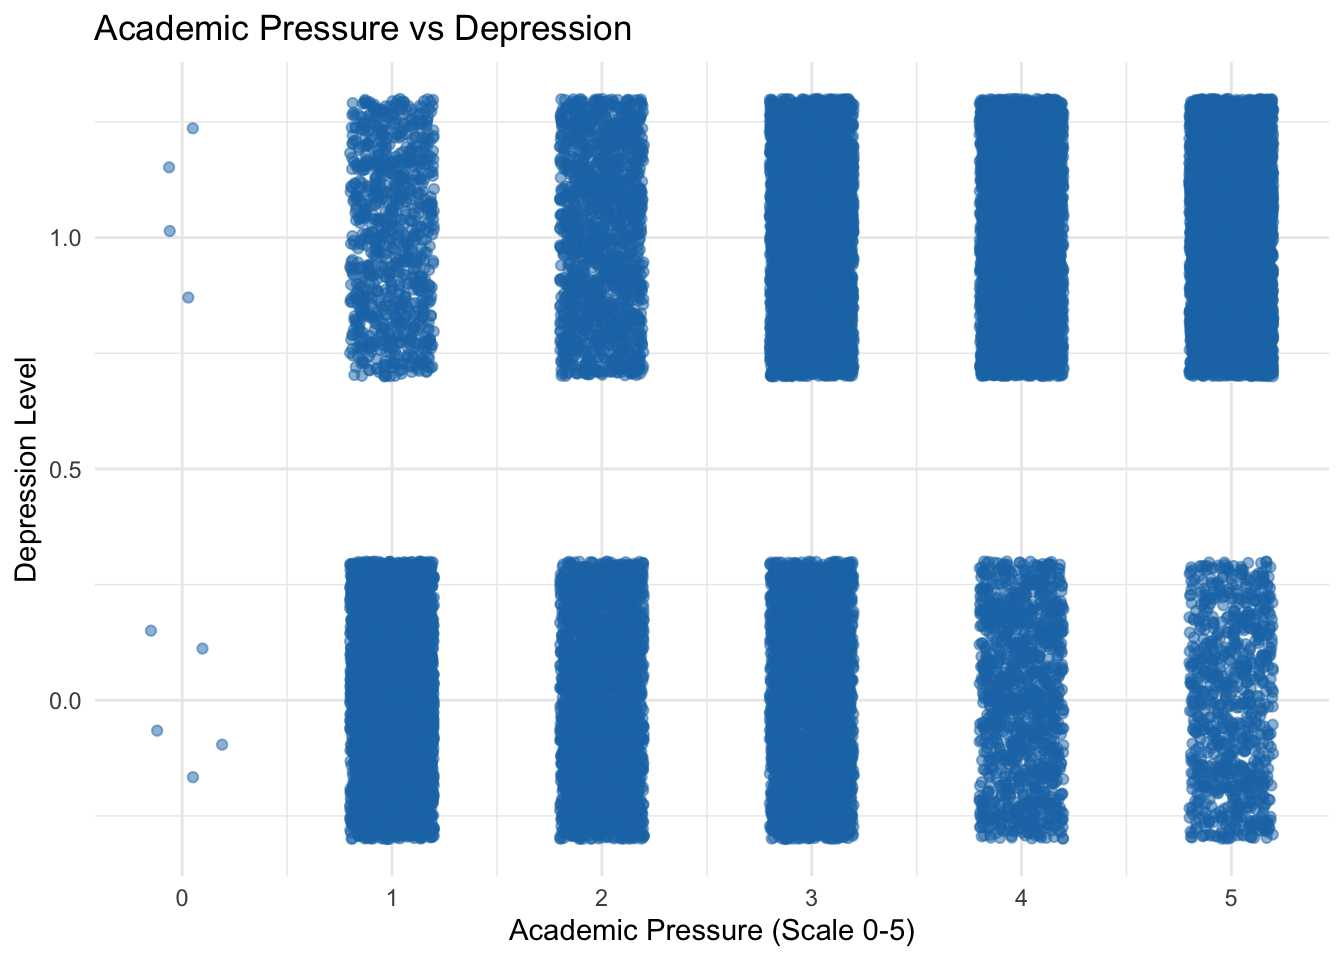 Academic Pressure vs Depression
Depression Level
1.0
0.5
0.0
0 1 2 3 4 5
Academic Pressure (Scale 0-5)